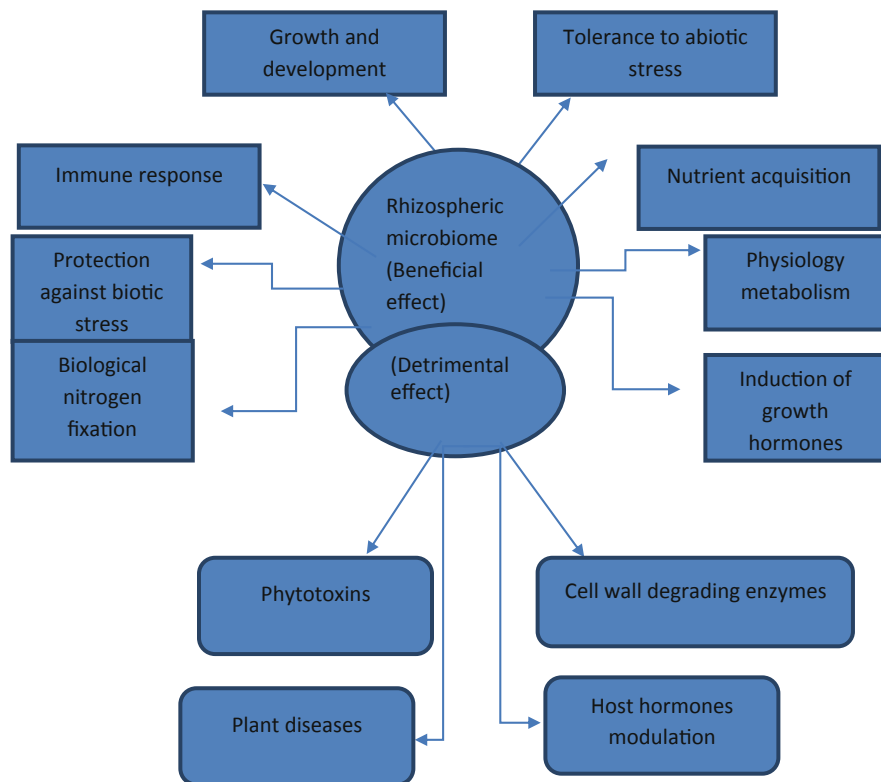 Growth and
development
Tolerance to abiotic
stress
Immune response
Nutrient acquisition
Rhizospheric
microbiome
(Beneficial
effect)
Protection
against biotic
stress
Physiology
metabolism
Biological
nitrogen
fixation
(Detrimental
effect)
Induction of
growth
hormones
Phytotoxins
Cell wall degrading enzymes
Plant diseases
Host hormones
modulation